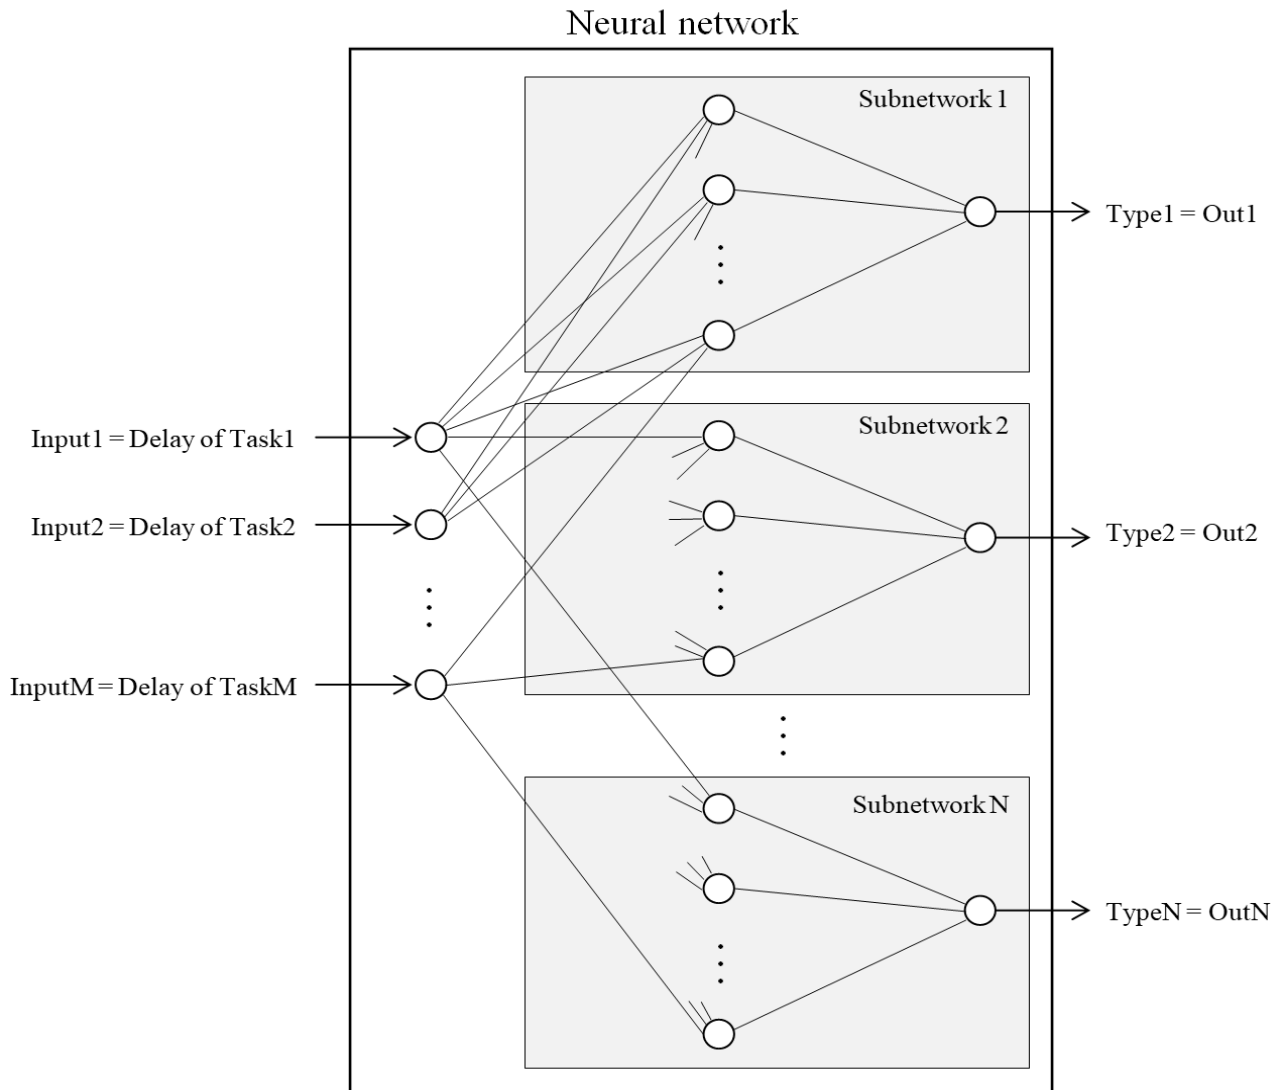 Neural network
Subnetwork 1
Type1 = Out1
Input1 = Delay of Task1
Subnetwork 2
Input2 = Delay of Task2
Type2 = Out2
InputM = Delay of TaskM
Subnetwork N
TypeN = OutN